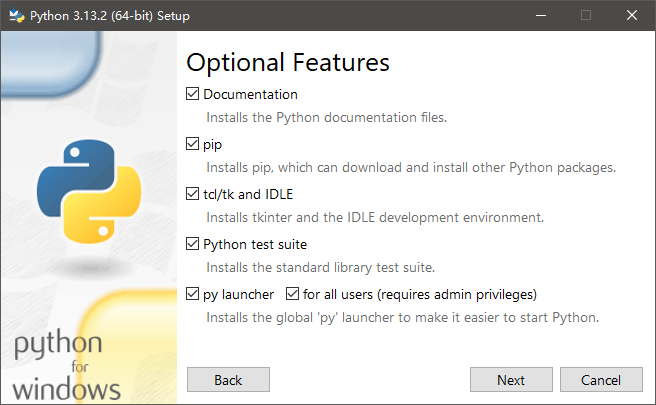 Python 3.13.2 (64-bit) Setup
Optional Features
Documentation
Installs the Python documentation files.
pip
Installs pip, which can download and install other Python packages.
tcl/tk and IDLE
Installs tkinter and the IDLE development environment.
Python test suite
Installs the standard library test suite.
py launcher for all users (requires admin privileges)
Installs the global 'py' launcher to make it easier to start Python.
python
for
windows
Back Next Cancel